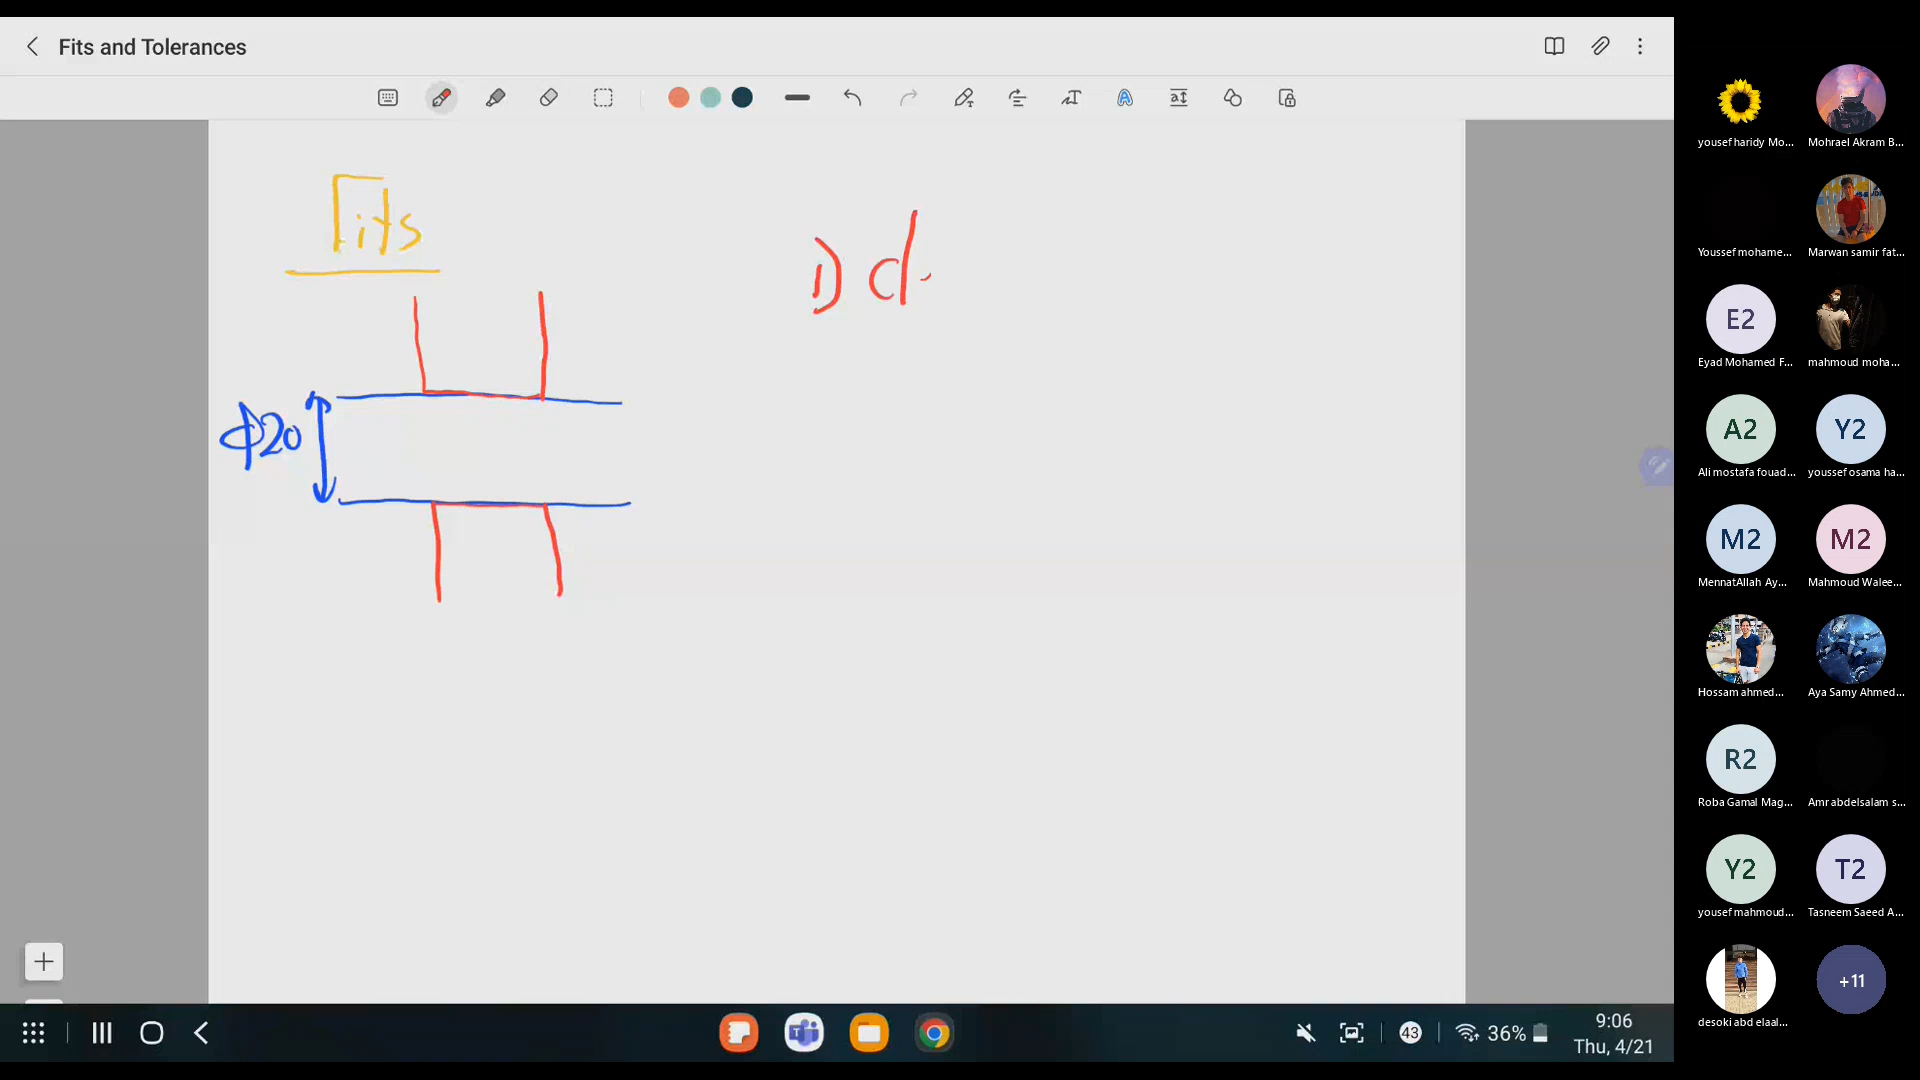 Fits and Tolerances
Fits
1) cl
ϕ20
yousef haridy Mo...
Mohrael Akram B...
Youssef mohame...
Marwan samir fat...
E2
Eyad Mohamed F...
mahmoud moha...
A2
Y2
Ali mostafa fouad...
youssef osama ha...
M2
M2
MennatAllah Ay...
Mahmoud Walee...
Hossam ahmed...
Aya Samy Ahmed...
R2
Roba Gamal Mag...
Amr abdelsalam s...
Y2
T2
yousef mahmoud...
Tasneem Saeed A...
+11
desoki abd elaal...
43
36%
9:06
Thu, 4/21